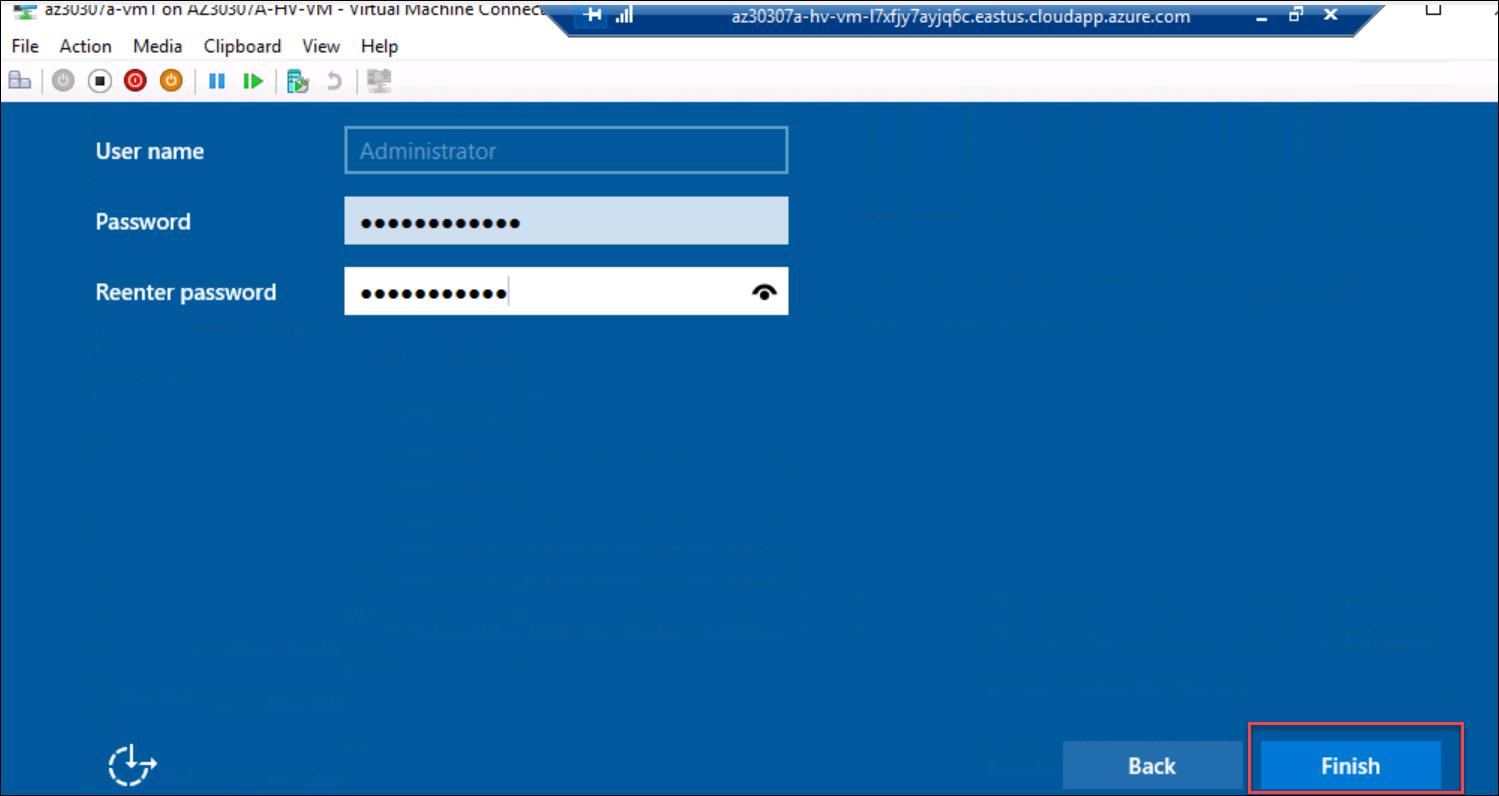 az30307a-vm1 on AZ30307A-HV-VM - Virtual Machine Connect
az30307a-hv-vm-l7xfjy7ayjq6c.eastus.cloudapp.azure.com
File Action Media Clipboard View Help
User name Administrator
Password ●●●●●●●●●●●●
Reenter password ●●●●●●●●●●●
Back Finish